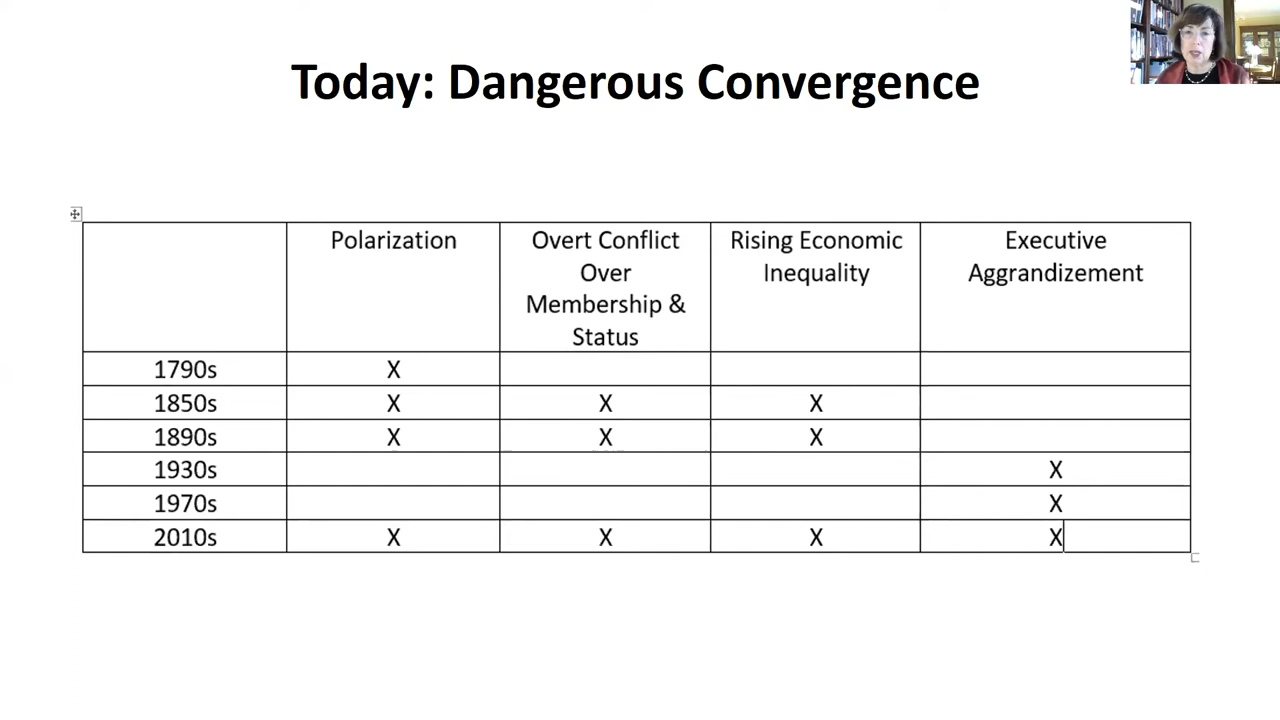 Today: Dangerous Convergence
Polarization
Overt Conflict
Over
Membership &
Status
Rising Economic
Inequality
Executive
Aggrandizement
1790s X
1850s X X X
1890s X X X
1930s X
1970s X
2010s X X X X